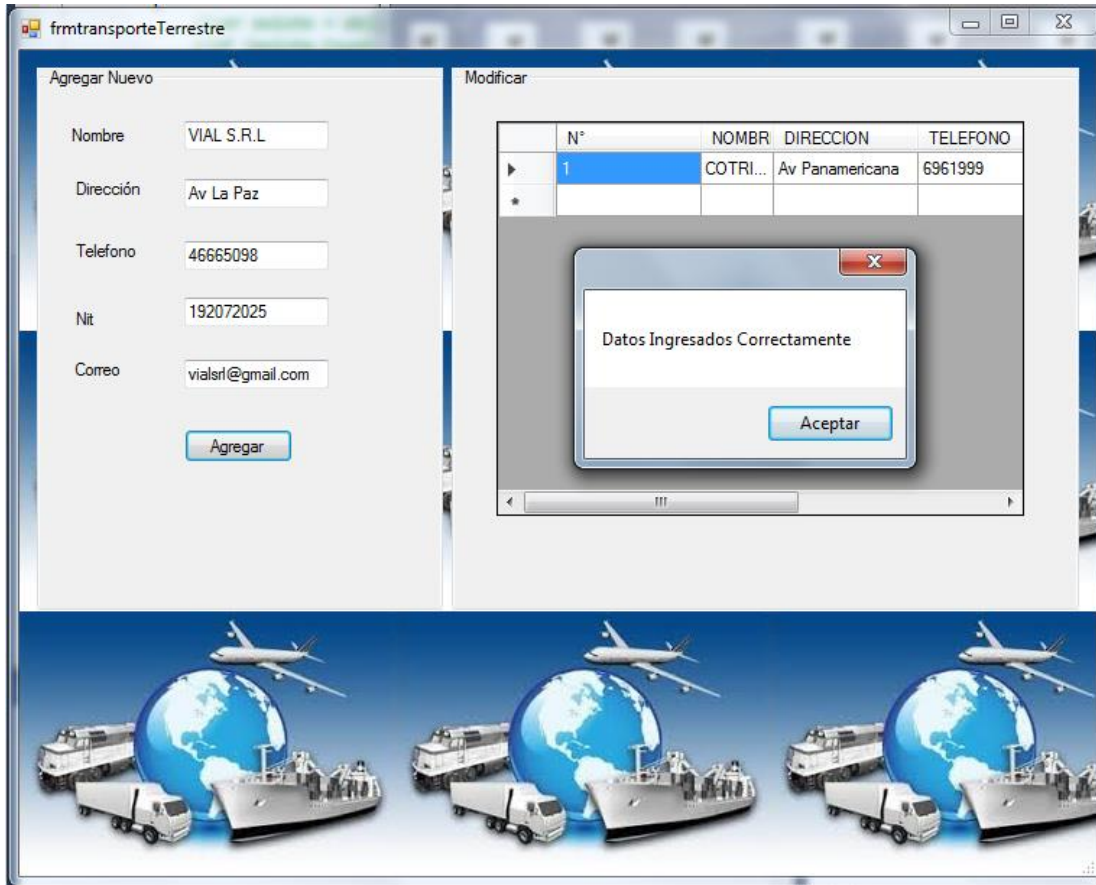 frmtransporteTerrestre
Agregar Nuevo
Nombre VIAL S.R.L
Dirección Av La Paz
Telefono 46665098
Nit 192072025
Correo vialsrl@gmail.com
Agregar
Modificar
N° NOMBR DIRECCION TELEFONO
1 COTRI... Av Panamericana 6961999
Datos Ingresados Correctamente
Aceptar